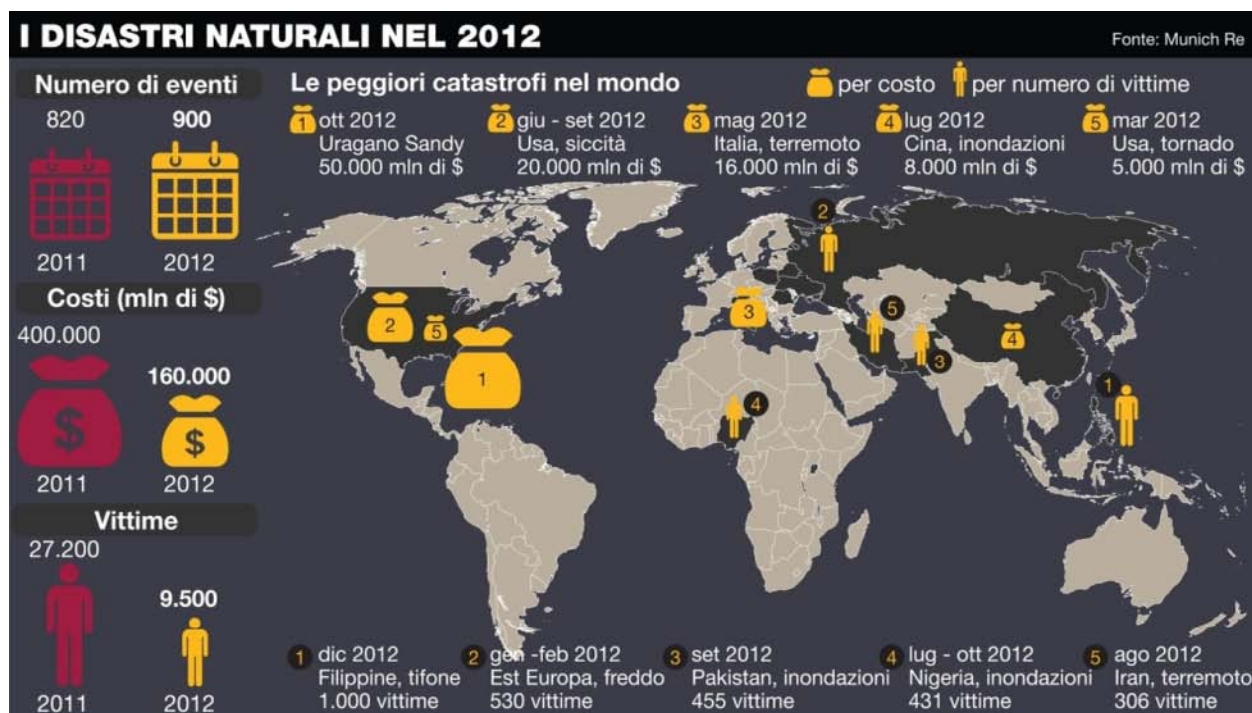 I DISASTRI NATURALI NEL 2012
Fonte: Munich Re
Numero di eventi
820
900
2011
2012
Costi (mln di $)
400.000
160.000
$
$
2011
2012
Vittime
27.200
9.500
2011
2012
Le peggiori catastrofi nel mondo
per costo
per numero di vittime
1 ott 2012
Uragano Sandy
50.000 mln di $
2 giu - set 2012
Usa, siccità
20.000 mln di $
3 mag 2012
Italia, terremoto
16.000 mln di $
4 lug 2012
Cina, inondazioni
8.000 mln di $
5 mar 2012
Usa, tornado
5.000 mln di $
2
2
5
1
3
5
4
3
1
4
1 dic 2012
Filippine, tifone
1.000 vittime
2 gen -feb 2012
Est Europa, freddo
530 vittime
3 set 2012
Pakistan, inondazioni
455 vittime
4 lug - ott 2012
Nigeria, inondazioni
431 vittime
5 ago 2012
Iran, terremoto
306 vittime